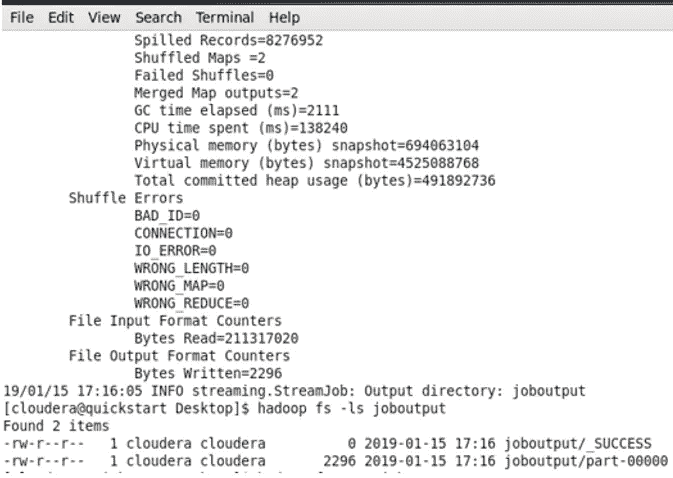 File Edit View Search Terminal Help
Spilled Records=8276952
Shuffled Maps =2
Failed Shuffles=0
Merged Map outputs=2
GC time elapsed (ms)=2111
CPU time spent (ms)=138240
Physical memory (bytes) snapshot=694063104
Virtual memory (bytes) snapshot=4525088768
Total committed heap usage (bytes)=491892736
Shuffle Errors
BAD_ID=0
CONNECTION=0
IO_ERROR=0
WRONG_LENGTH=0
WRONG_MAP=0
WRONG_REDUCE=0
File Input Format Counters
Bytes Read=211317020
File Output Format Counters
Bytes Written=2296
19/01/15 17:16:05 INFO streaming.StreamJob: Output directory: joboutput
[cloudera@quickstart Desktop]$ hadoop fs -ls joboutput
Found 2 items
-rw-r--r-- 1 cloudera cloudera 0 2019-01-15 17:16 joboutput/_SUCCESS
-rw-r--r-- 1 cloudera cloudera 2296 2019-01-15 17:16 joboutput/part-00000